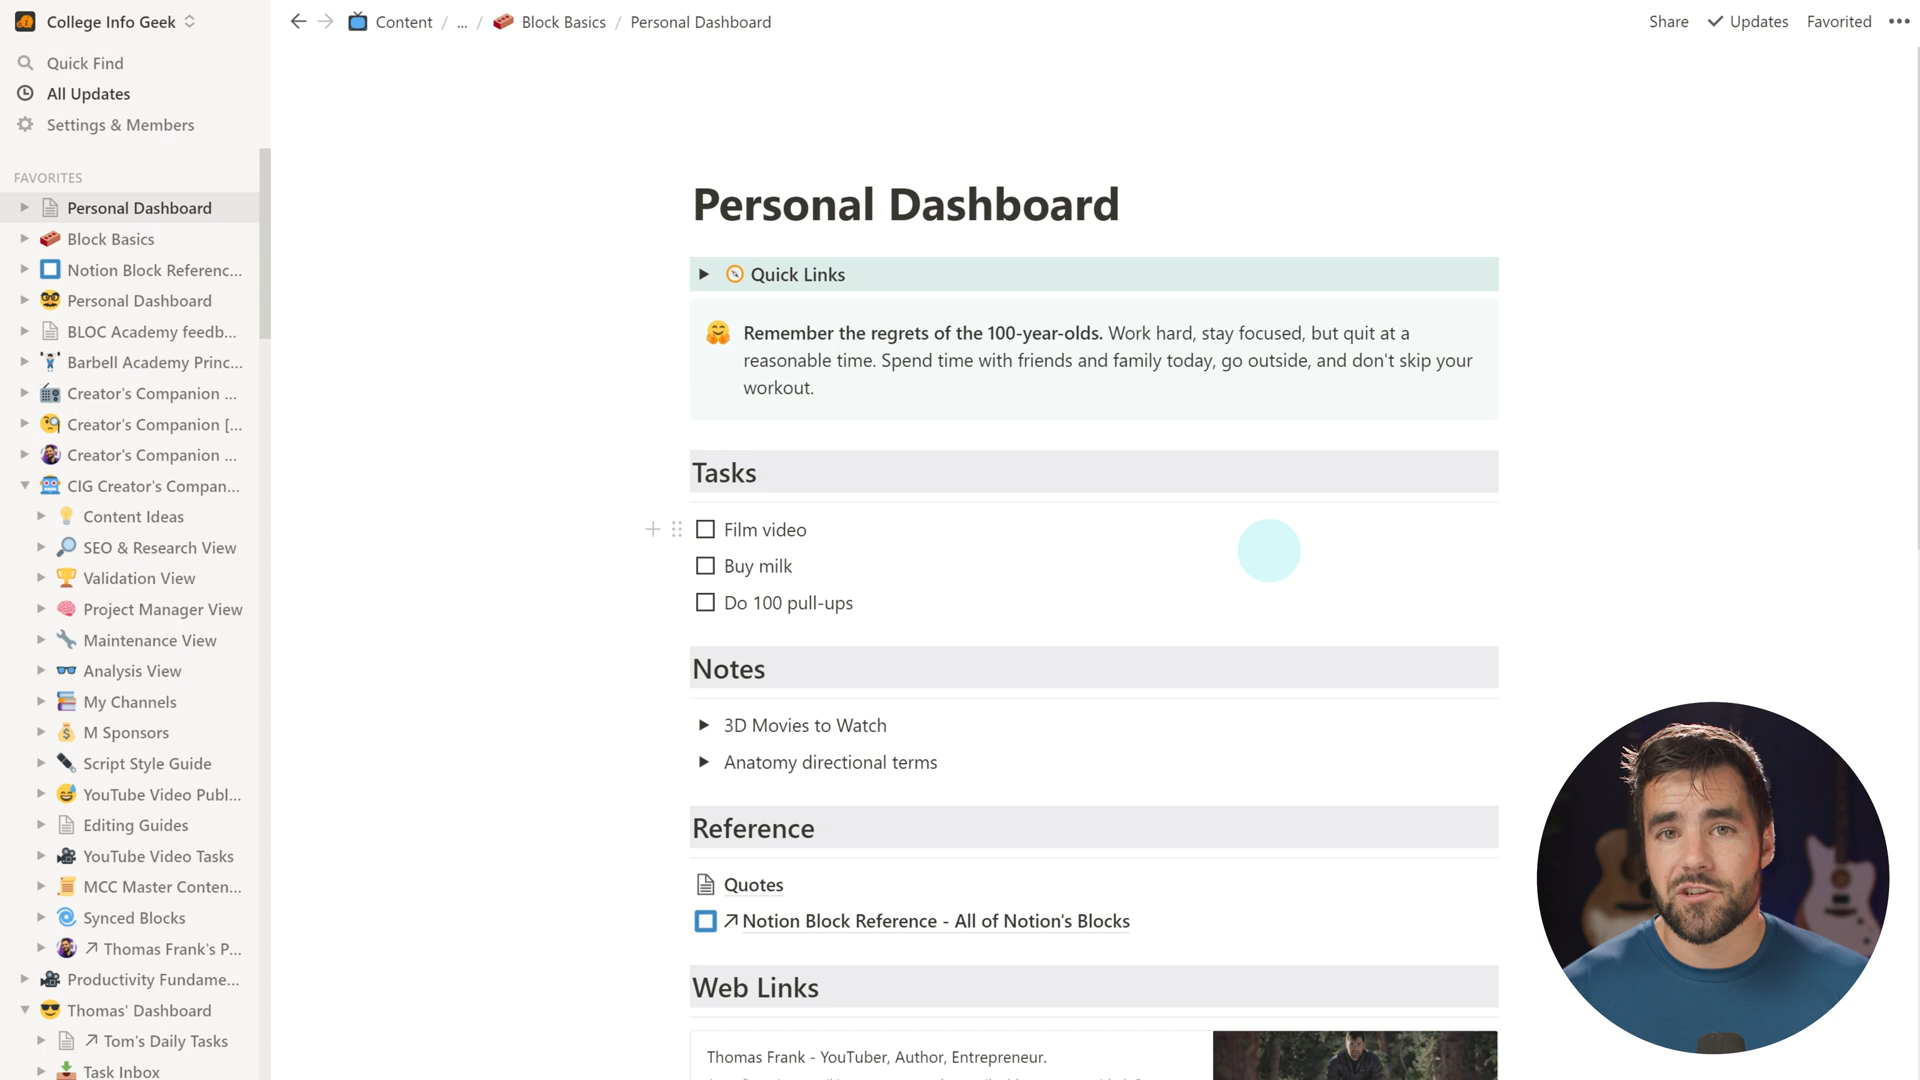 College Info Geek
Content / ... / Block Basics / Personal Dashboard
Share Updates Favorited
Quick Find
All Updates
Settings & Members
FAVORITES
Personal Dashboard
Block Basics
Notion Block Referenc...
Personal Dashboard
BLOC Academy feedb...
Barbell Academy Princ...
Creator's Companion ...
Creator's Companion [...
Creator's Companion ...
CIG Creator's Compan...
Content Ideas
SEO & Research View
Validation View
Project Manager View
Maintenance View
Analysis View
My Channels
M Sponsors
Script Style Guide
YouTube Video Publ...
Editing Guides
YouTube Video Tasks
MCC Master Conten...
Synced Blocks
Thomas Frank's P...
Productivity Fundame...
Thomas' Dashboard
Tom's Daily Tasks
Task Inbox
Personal Dashboard
Quick Links
Remember the regrets of the 100-year-olds. Work hard, stay focused, but quit at a
reasonable time. Spend time with friends and family today, go outside, and don't skip your
workout.
Tasks
Film video
Buy milk
Do 100 pull-ups
Notes
3D Movies to Watch
Anatomy directional terms
Reference
Quotes
Notion Block Reference - All of Notion's Blocks
Web Links
Thomas Frank - YouTuber, Author, Entrepreneur.